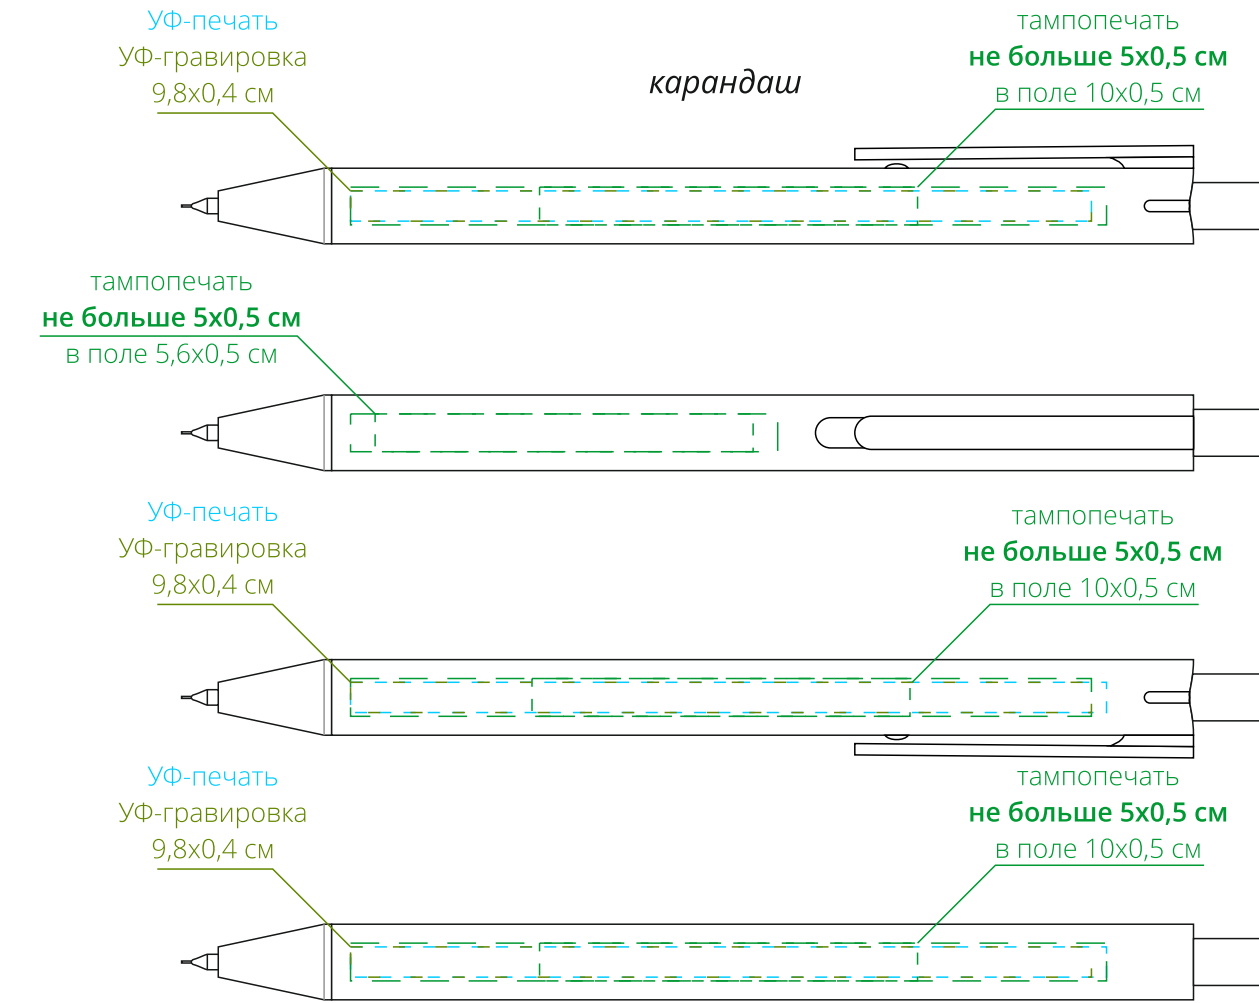 УФ-печать
УФ-гравировка
9,8х0,4 см
карандаш
тампопечать
не больше 5х0,5 см
в поле 10х0,5 см
тампопечать
не больше 5х0,5 см
в поле 5,6х0,5 см
УФ-печать
УФ-гравировка
9,8х0,4 см
тампопечать
не больше 5х0,5 см
в поле 10х0,5 см
УФ-печать
УФ-гравировка
9,8х0,4 см
тампопечать
не больше 5х0,5 см
в поле 10х0,5 см